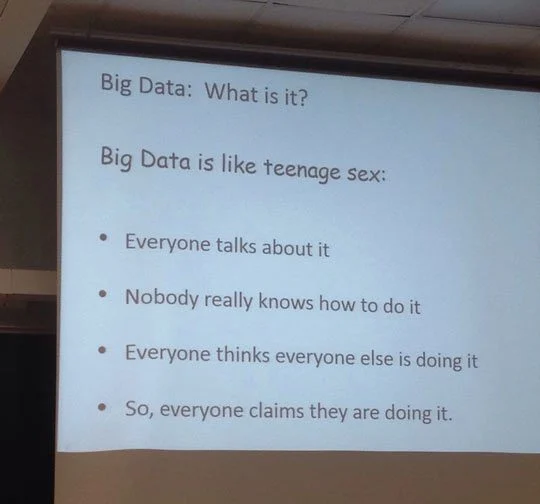 Big Data: What is it?
Big Data is like teenage sex:
• Everyone talks about it
• Nobody really knows how to do it
• Everyone thinks everyone else is doing it
• So, everyone claims they are doing it.